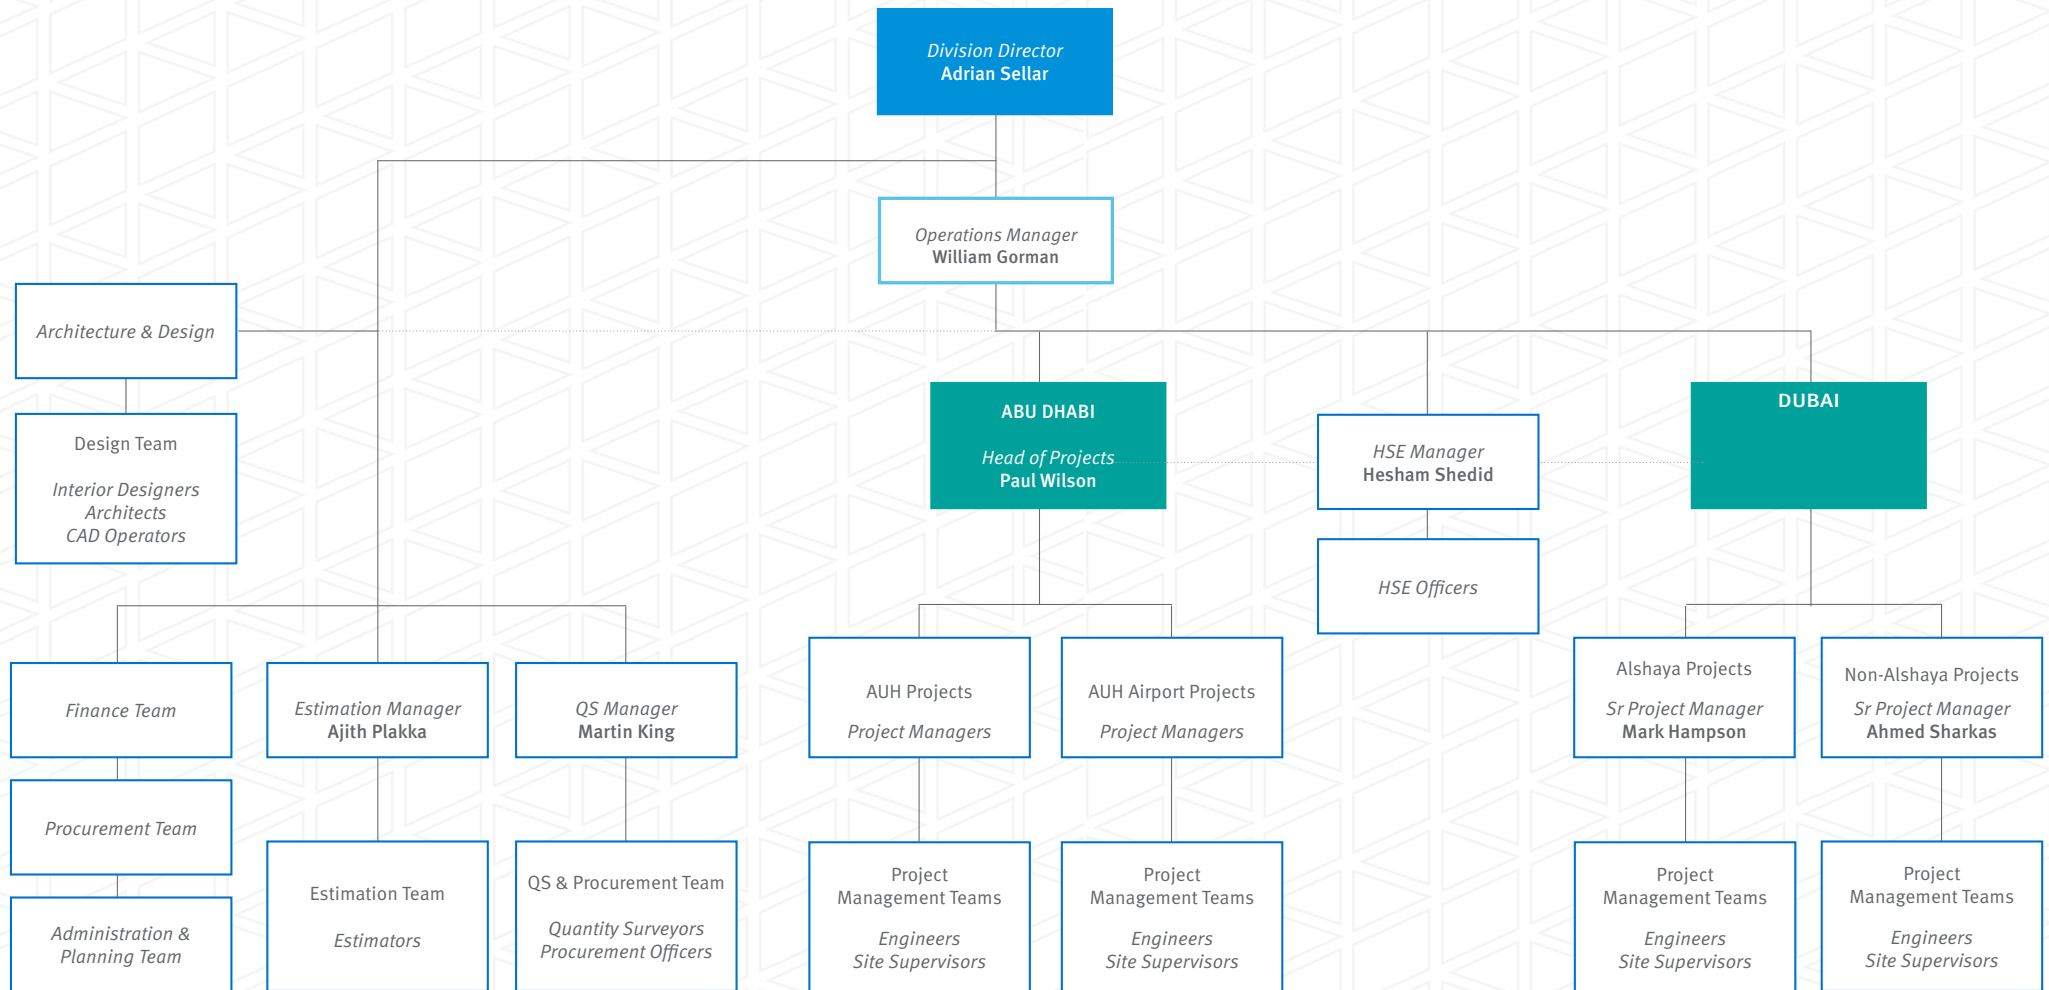 Division Director
Adrian Sellar
Operations Manager
William Gorman
Architecture & Design
Design Team
Interior Designers
Architects
CAD Operators
ABU DHABI
Head of Projects
Paul Wilson
HSE Manager
Hesham Shedid
DUBAI
HSE Officers
Finance Team
Estimation Manager
Ajith Plakka
QS Manager
Martin King
AUH Projects
Project Managers
AUH Airport Projects
Project Managers
Alshaya Projects
Sr Project Manager
Mark Hampson
Non-Alshaya Projects
Sr Project Manager
Ahmed Sharkas
Procurement Team
Administration &
Planning Team
Estimation Team
Estimators
QS & Procurement Team
Quantity Surveyors
Procurement Officers
Project
Management Teams
Engineers
Site Supervisors
Project
Management Teams
Engineers
Site Supervisors
Project
Management Teams
Engineers
Site Supervisors
Project
Management Teams
Engineers
Site Supervisors